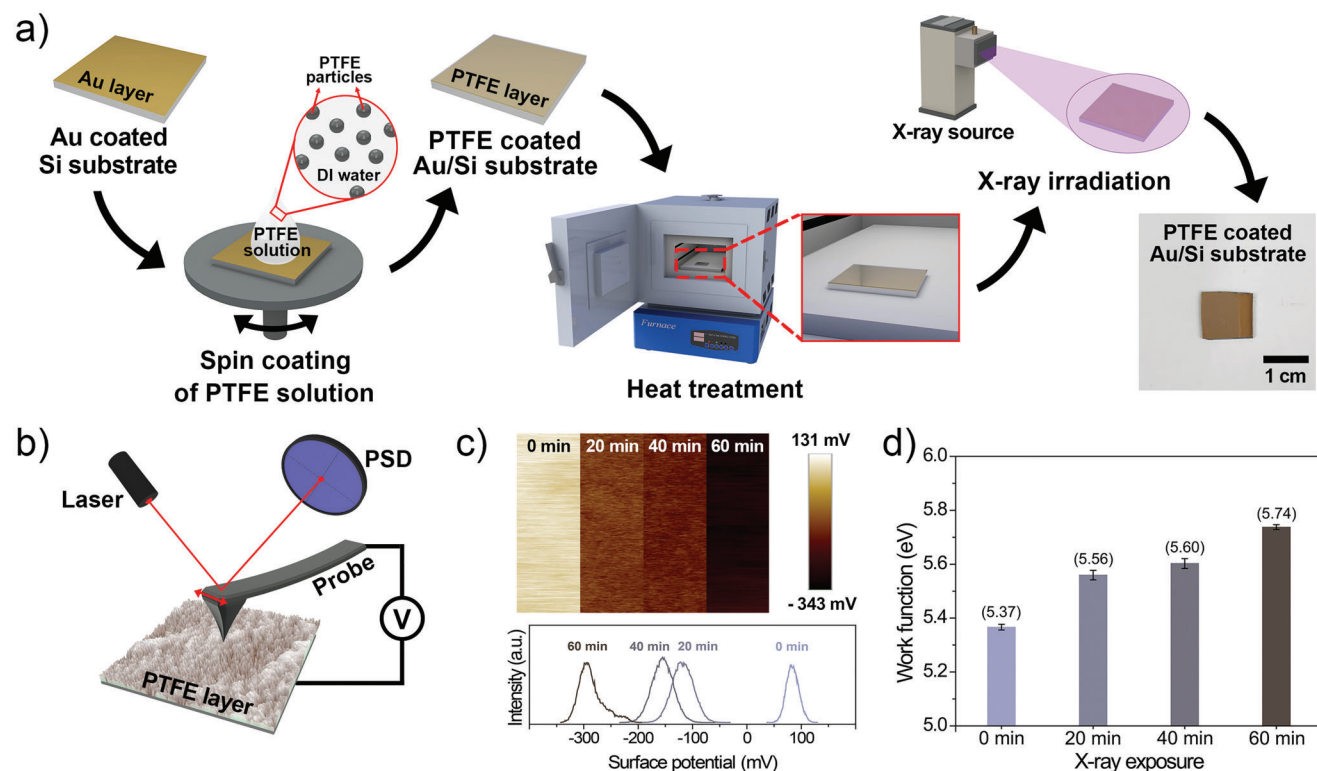 a)
Au layer
Au coated
Si substrate
PTFE
particles
DI water
PTFE
solution
Spin coating
of PTFE solution
PTFE layer
PTFE coated
Au/Si substrate
Furnace
Heat treatment
X-ray source
X-ray irradiation
PTFE coated
Au/Si substrate
1 cm
b)
Laser
PSD
Probe
V
PTFE layer
c)
0 min 20 min 40 min 60 min
131 mV
- 343 mV
60 min 40 min 20 min 0 min
Intensity (a.u.)
-300 -200 -100 0 100
Surface potential (mV)
d)
Work function (eV)
6.0
5.8
5.6
5.4
5.2
5.0
(5.37)
(5.56)
(5.60)
(5.74)
0 min 20 min 40 min 60 min
X-ray exposure